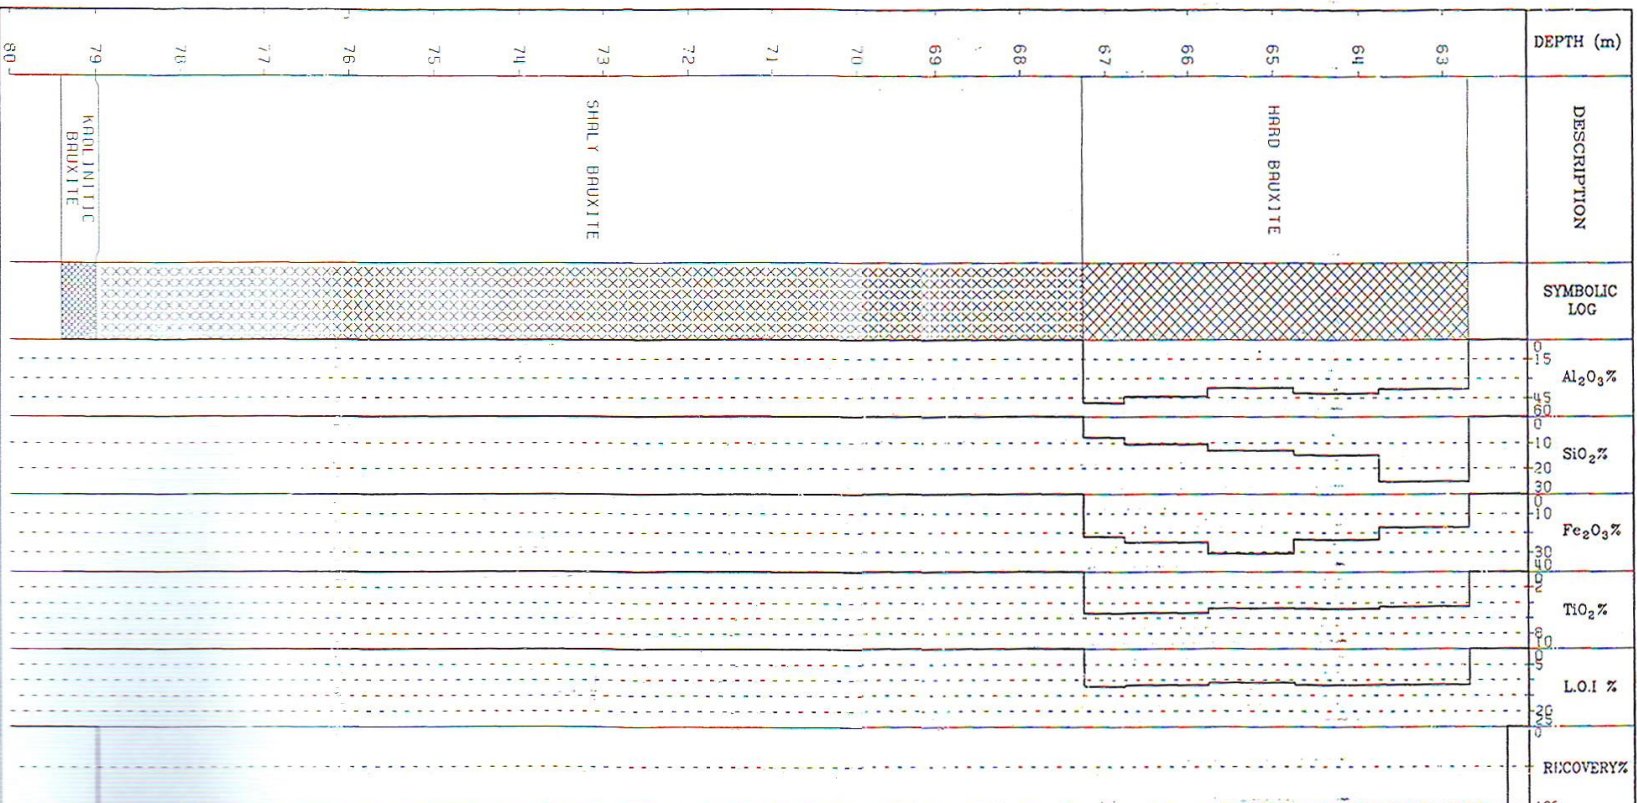 DEPTH (m)
63
64
65
66
67
68
69
70
71
72
73
74
75
76
77
78
79
80
DESCRIPTION
HARD BAUXITE
SHALY BAUXITE
KAOLINITIC
BAUXITE
SYMBOLIC
LOG
Al₂O₃%
0
15
45
60
SiO₂%
0
10
20
30
Fe₂O₃%
0
10
30
40
TiO₂%
0
2
8
10
L.O.I %
0
5
20
25
RECOVERY%
0